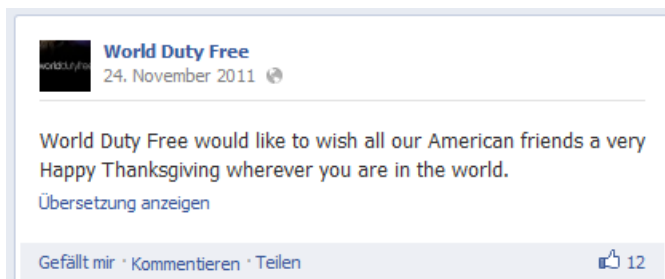 World Duty Free
24. November 2011
World Duty Free would like to wish all our American friends a very
Happy Thanksgiving wherever you are in the world.
Übersetzung anzeigen
Gefällt mir · Kommentieren · Teilen 12